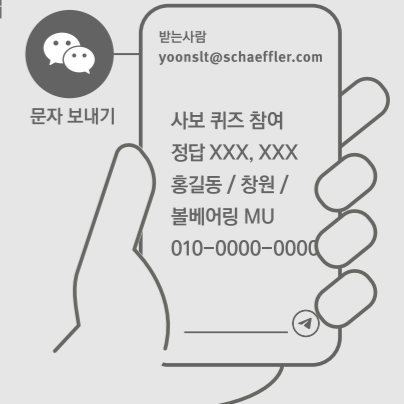 받는사람
yoonslt@schaeffler.com
문자 보내기
사보 퀴즈 참여
정답 XXX, XXX
홍길동 / 창원 /
볼베어링 MU
010-0000-0000